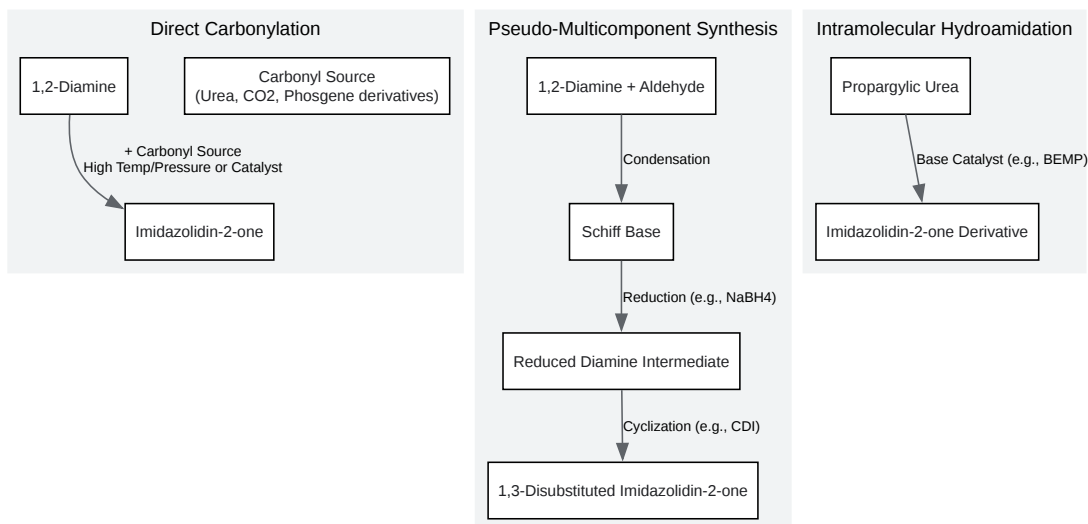 Direct Carbonylation
1,2-Diamine
Carbonyl Source
(Urea, CO2, Phosgene derivatives)
+ Carbonyl Source
High Temp/Pressure or Catalyst
Imidazolidin-2-one
Pseudo-Multicomponent Synthesis
1,2-Diamine + Aldehyde
Condensation
Schiff Base
Reduction (e.g., NaBH4)
Reduced Diamine Intermediate
Cyclization (e.g., CDI)
1,3-Disubstituted Imidazolidin-2-one
Intramolecular Hydroamidation
Propargylic Urea
Base Catalyst (e.g., BEMP)
Imidazolidin-2-one Derivative